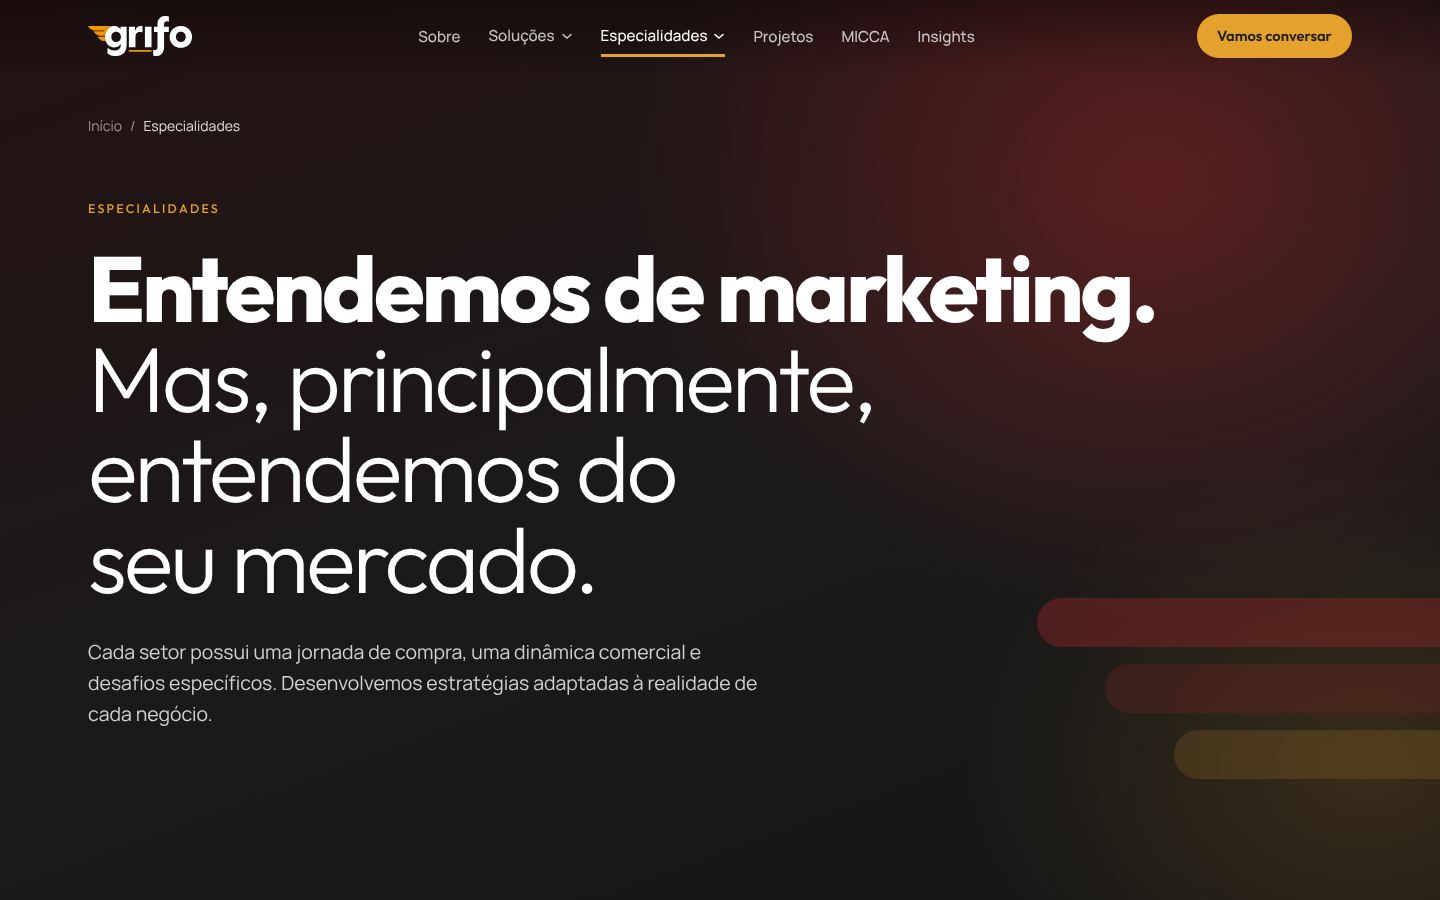 grifo
Sobre
Soluções
Especialidades
Projetos
MICCA
Insights
Vamos conversar
Início / Especialidades
ESPECIALIDADES
Entendemos de marketing.
Mas, principalmente,
entendemos do
seu mercado.
Cada setor possui uma jornada de compra, uma dinâmica comercial e
desafios específicos. Desenvolvemos estratégias adaptadas à realidade de
cada negócio.